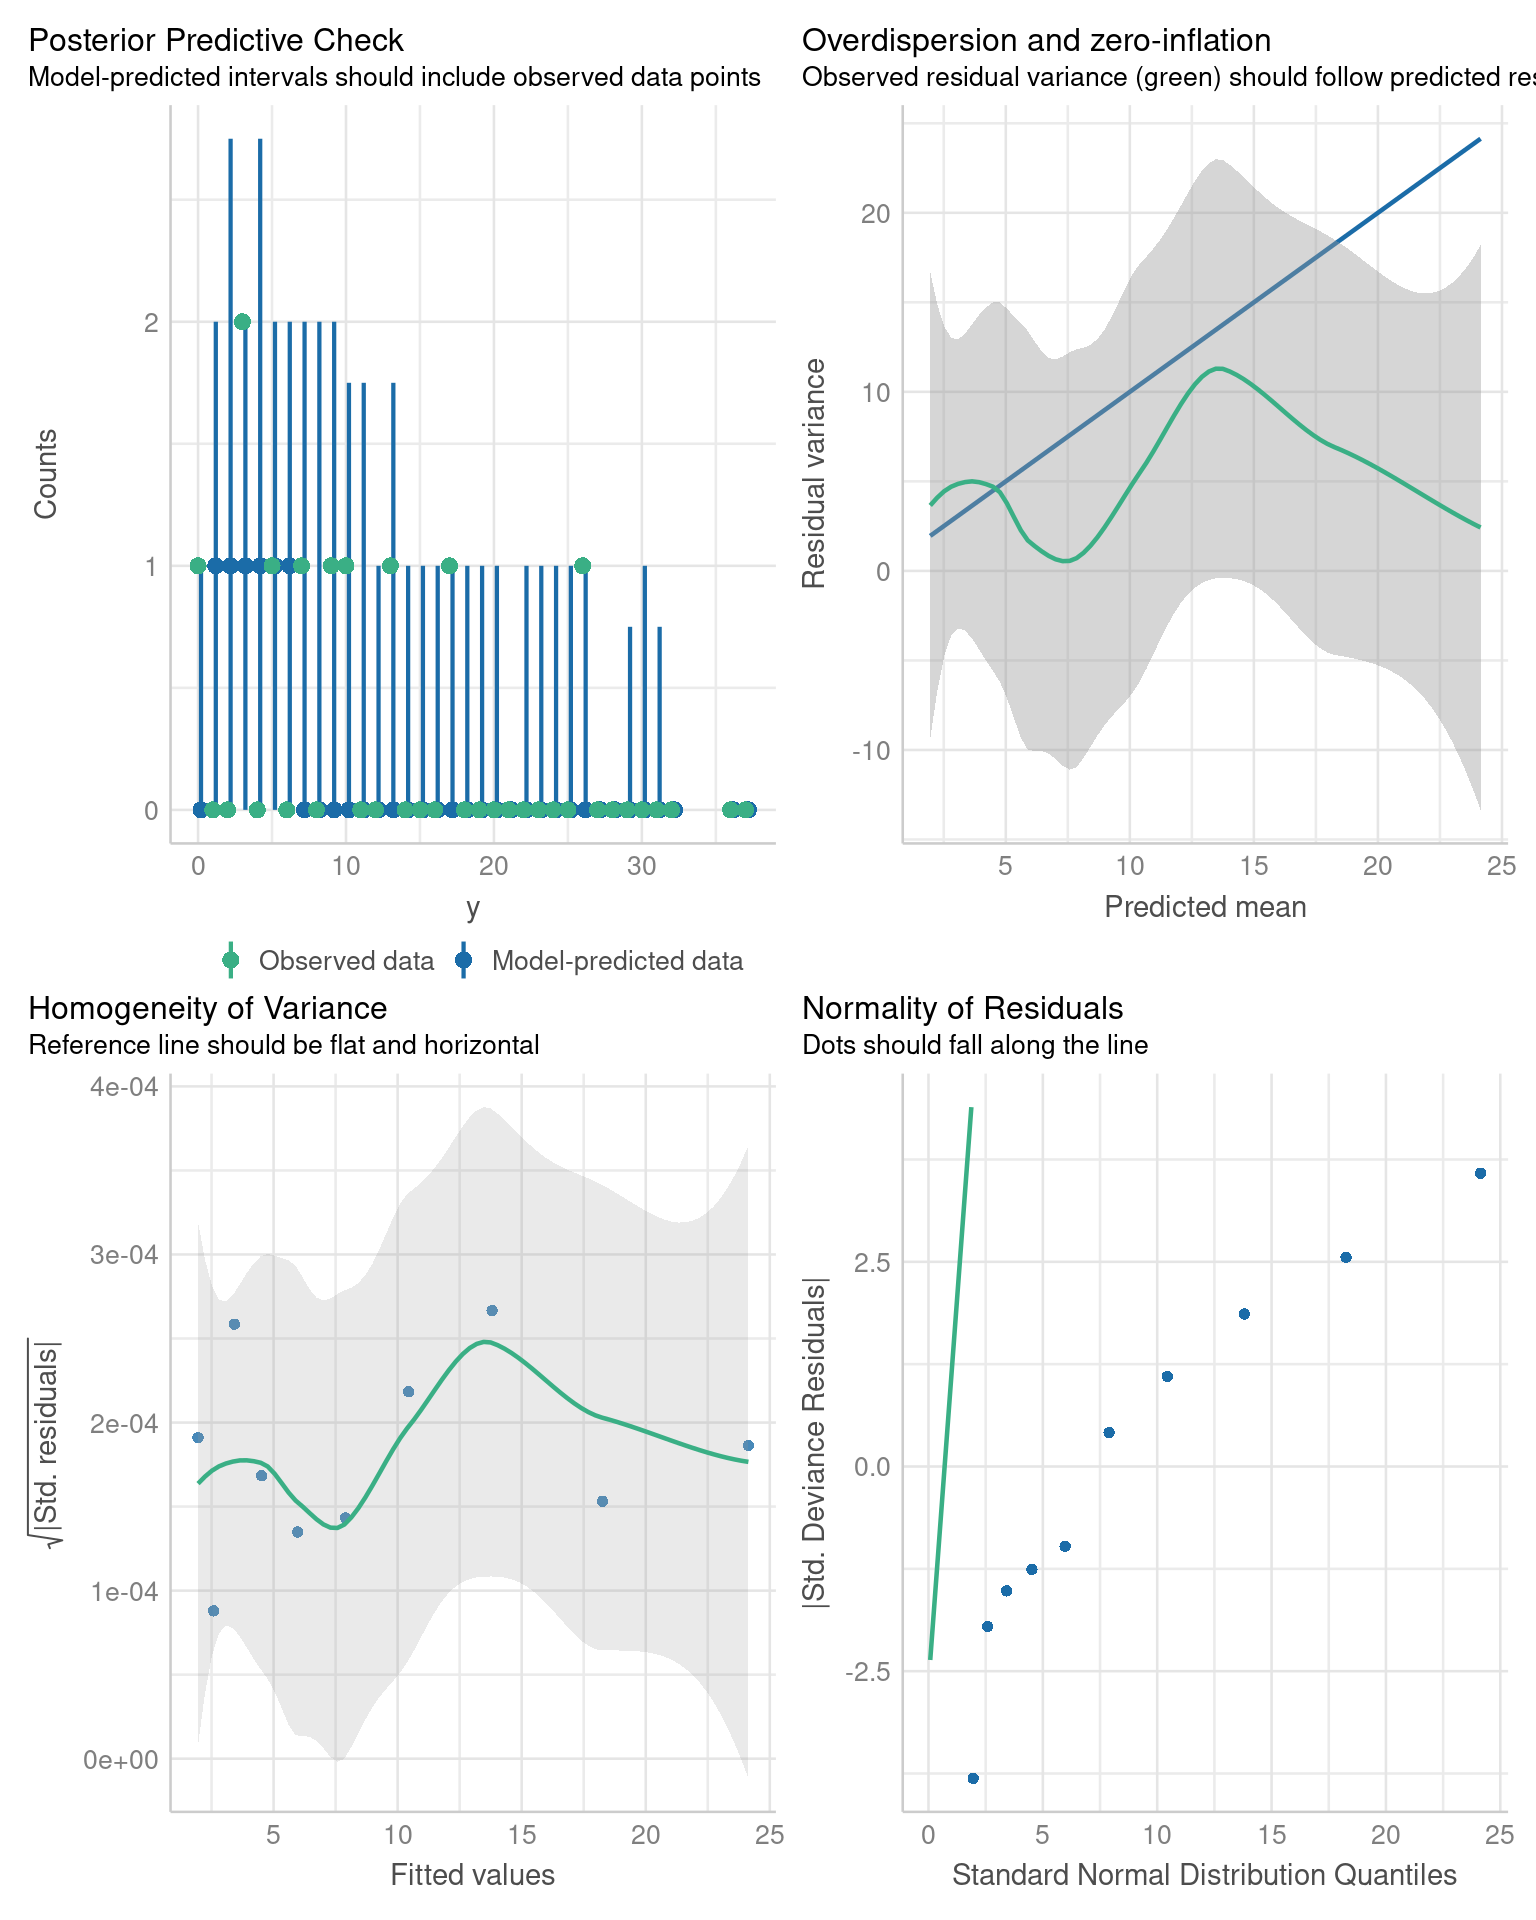 Posterior Predictive Check
Model-predicted intervals should include observed data points
Counts
2
1
0
0 10 20 30
y
Observed data Model-predicted data
Overdispersion and zero-inflation
Observed residual variance (green) should follow predicted res
Residual variance
20
10
0
-10
5 10 15 20 25
Predicted mean
Homogeneity of Variance
Reference line should be flat and horizontal
√|Std. residuals|
4e-04
3e-04
2e-04
1e-04
0e+00
5 10 15 20 25
Fitted values
Normality of Residuals
Dots should fall along the line
|Std. Deviance Residuals|
2.5
0.0
-2.5
0 5 10 15 20 25
Standard Normal Distribution Quantiles